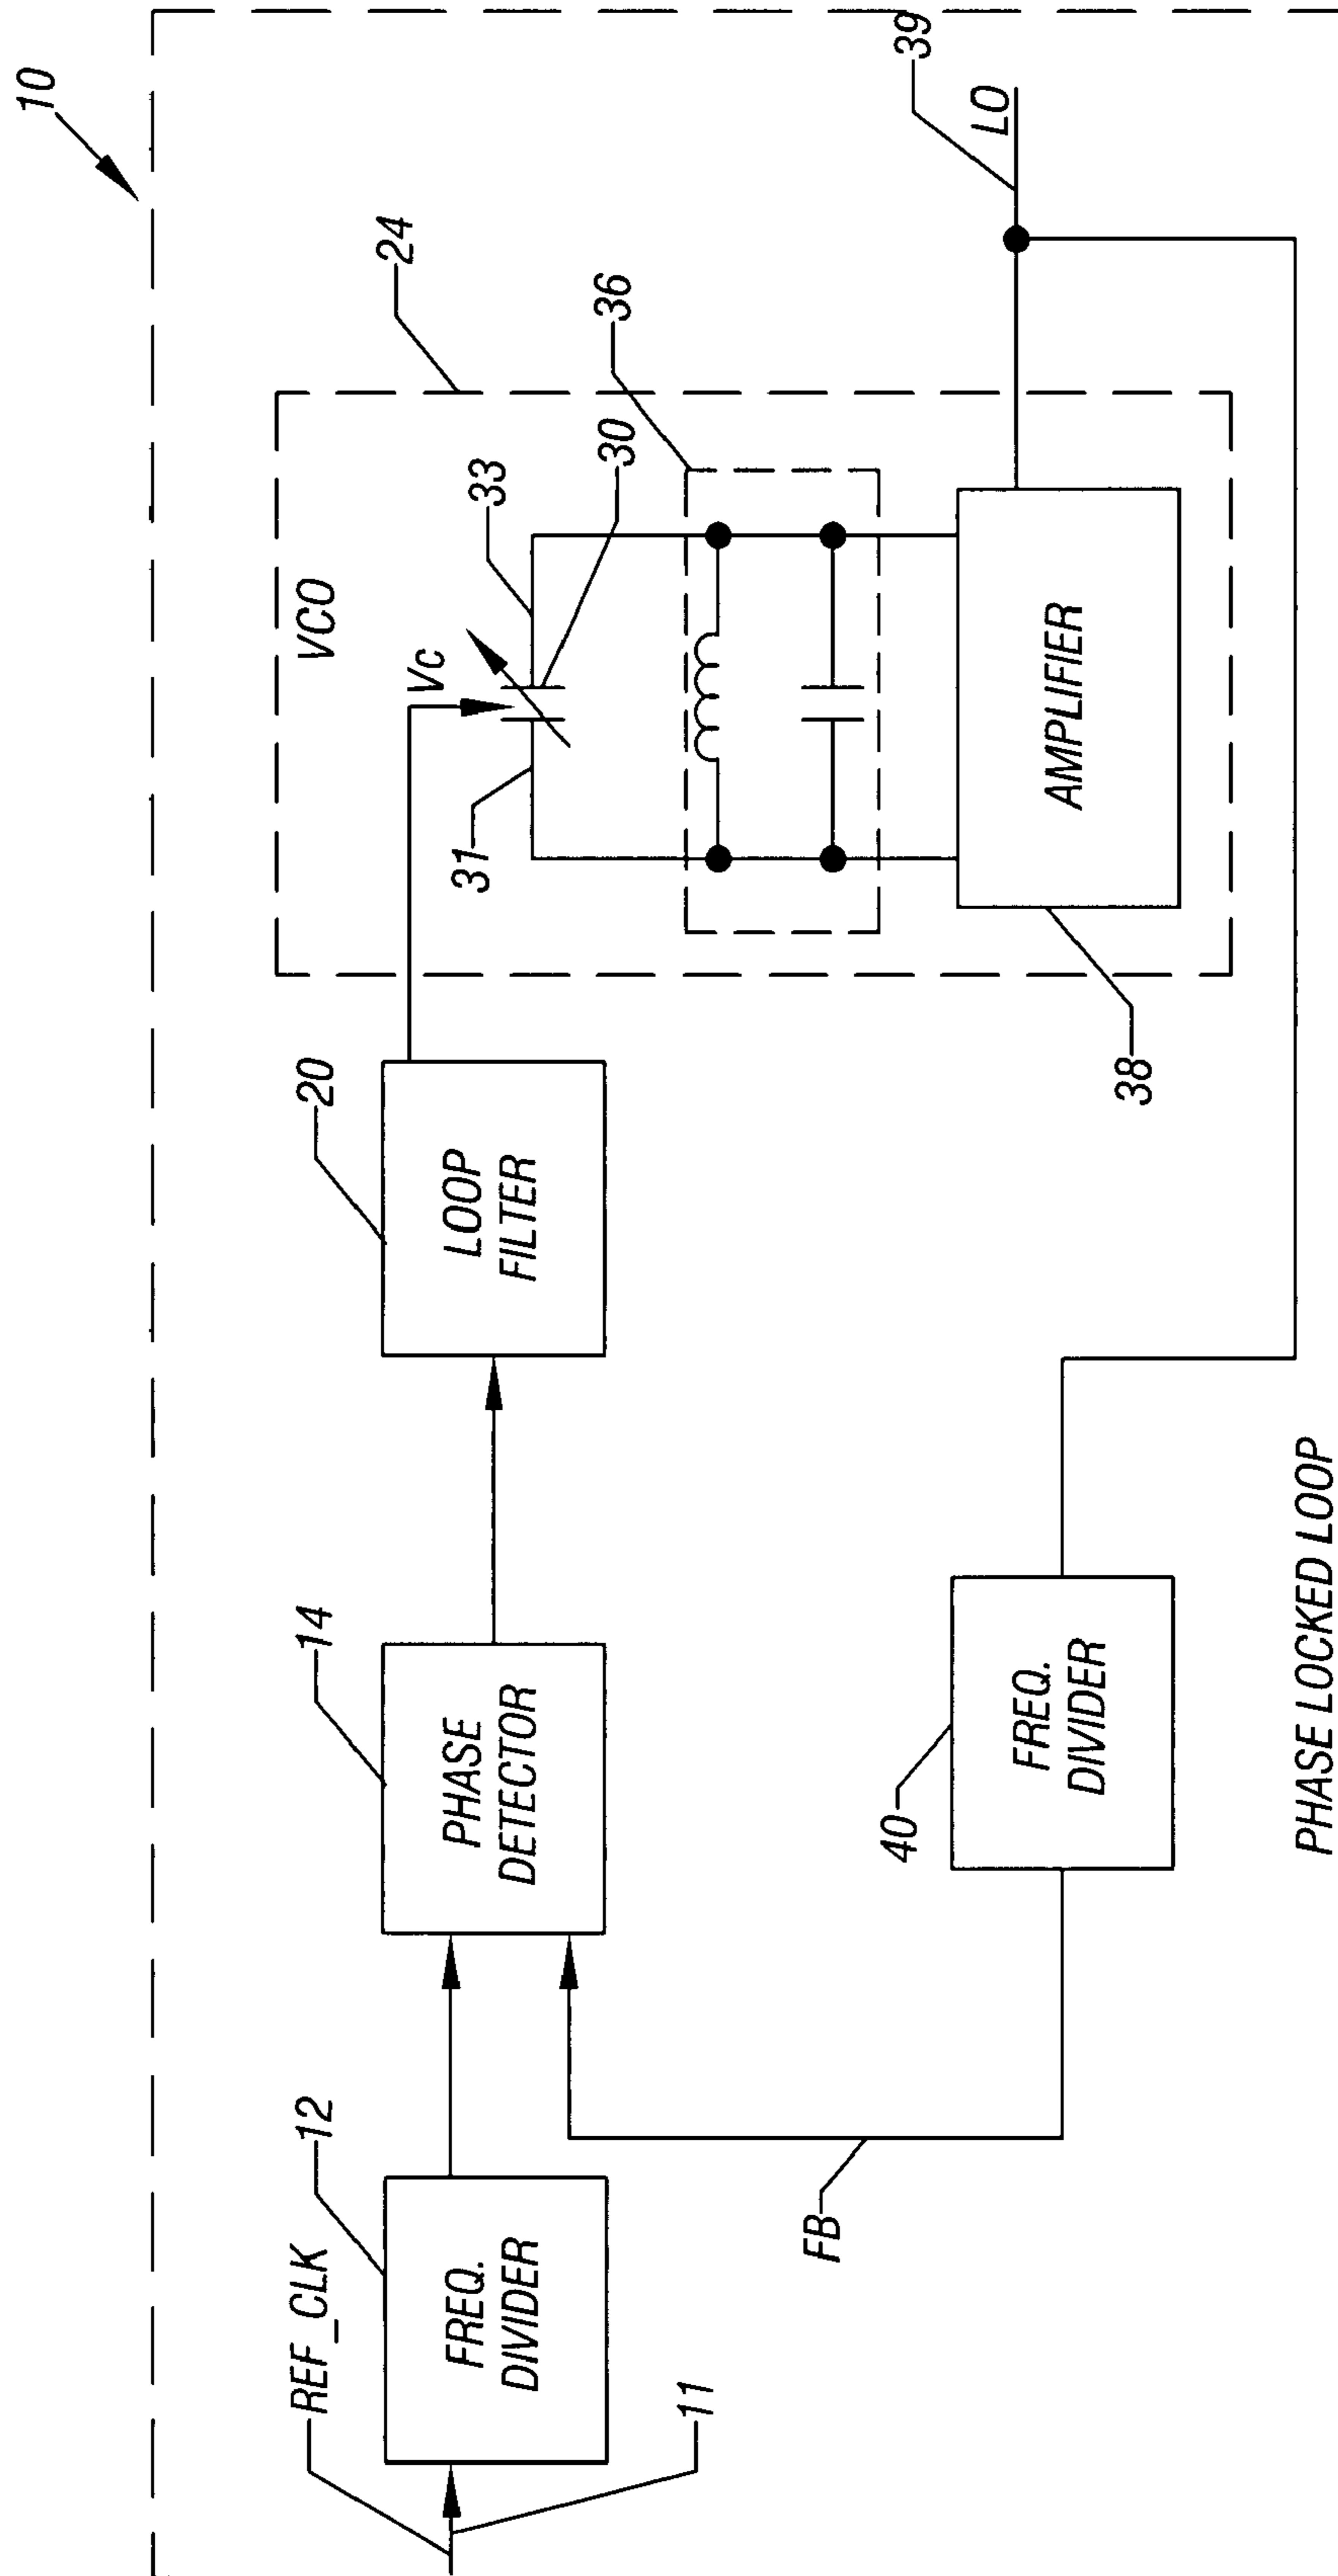 10
REF_CLK
11
12
FREQ.
DIVIDER
14
PHASE
DETECTOR
20
LOOP
FILTER
24
VCO
Vc
31
33
30
36
AMPLIFIER
38
39
LO
FB
40
FREQ.
DIVIDER
PHASE LOCKED LOOP